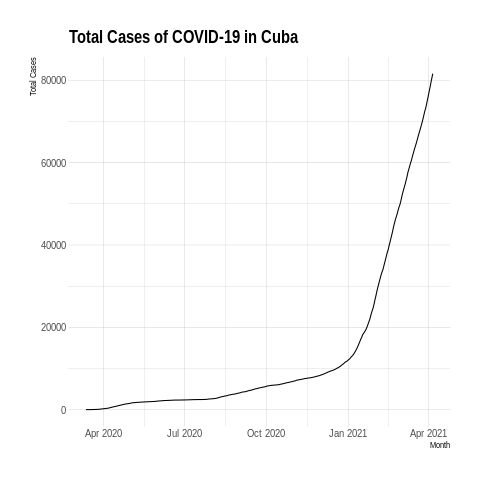 Total Cases of COVID-19 in Cuba
Total Cases
80000
60000
40000
20000
0
Apr 2020 Jul 2020 Oct 2020 Jan 2021 Apr 2021
Month